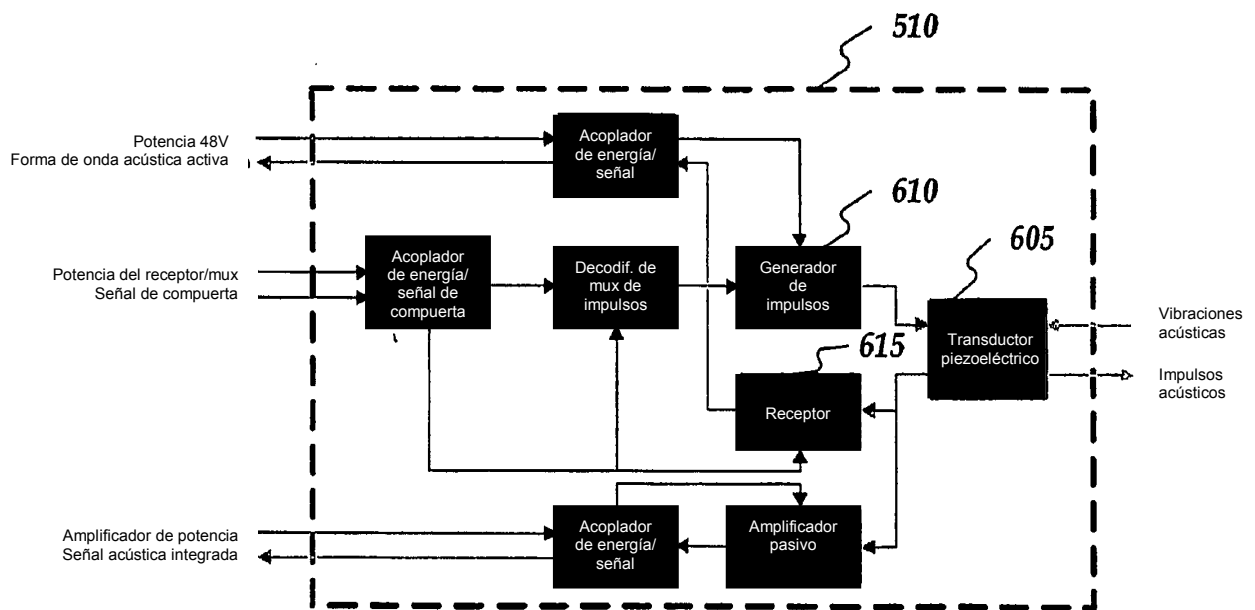 510
Potencia 48V
Forma de onda acústica activa
Acoplador
de energía/
señal
610
605
Potencia del receptor/mux
Señal de compuerta
Acoplador
de energía/
señal de
compuerta
Decodif. de
mux de
impulsos
Generador
de
impulsos
Transductor
piezoeléctrico
Vibraciones
acústicas
Impulsos
acústicos
615
Receptor
Amplificador de potencia
Señal acústica integrada
Acoplador
de energía/
señal
Amplificador
pasivo